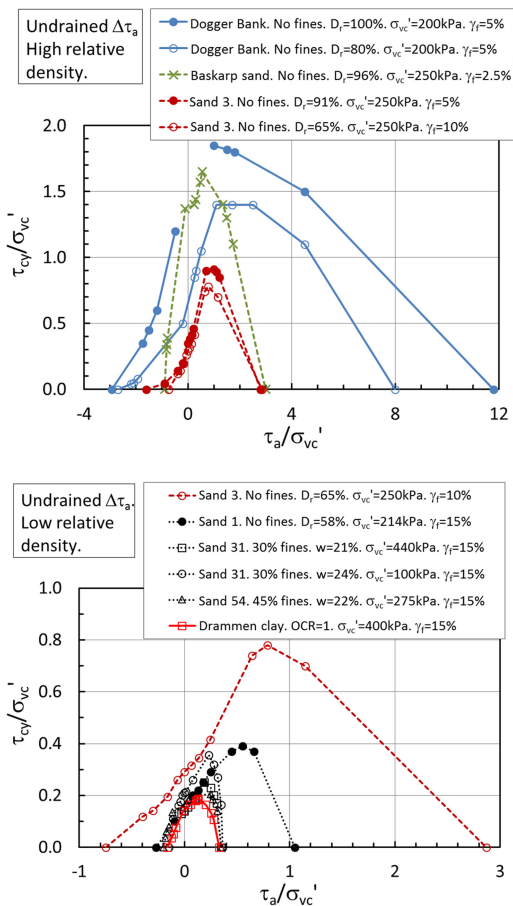 Undrained Δτa
High relative
density.
Dogger Bank. No fines. Dr=100%. σvc'=200kPa. γf=5%
Dogger Bank. No fines. Dr=80%. σvc'=200kPa. γf=5%
Baskarp sand. No fines. Dr=96%. σvc'=250kPa. γf=2.5%
Sand 3. No fines. Dr=91%. σvc'=250kPa. γf=5%
Sand 3. No fines. Dr=65%. σvc'=250kPa. γf=10%
2.0
1.5
1.0
0.5
0.0
τcy/σvc'
-4 0 4 8 12
τa/σvc'
Undrained Δτa.
Low relative
density.
Sand 3. No fines. Dr=65%. σvc'=250kPa. γf=10%
Sand 1. No fines. Dr=58%. σvc'=214kPa. γf=15%
Sand 31. 30% fines. w=21%. σvc'=440kPa. γf=15%
Sand 31. 30% fines. w=24%. σvc'=100kPa. γf=15%
Sand 54. 45% fines. w=22%. σvc'=275kPa. γf=15%
Drammen clay. OCR=1. σvc'=400kPa. γf=15%
1.0
0.8
0.6
0.4
0.2
0.0
τcy/σvc'
-1 0 1 2 3
τa/σvc'